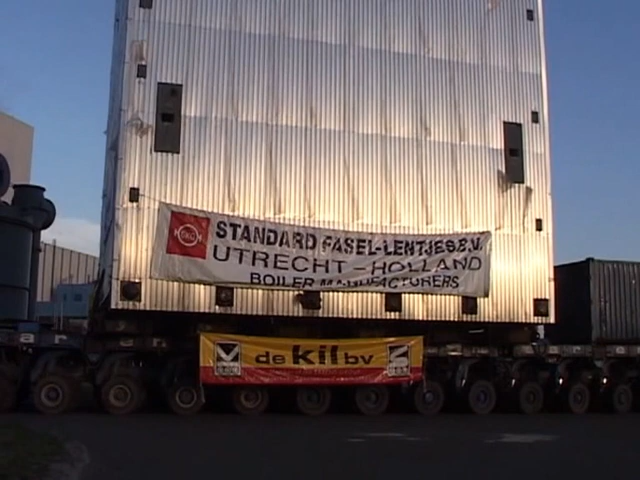 STANDARD FASEL-LENTJES B.V.
UTRECHT - HOLLAND
BOILER MANUFACTURERS
de kil bv